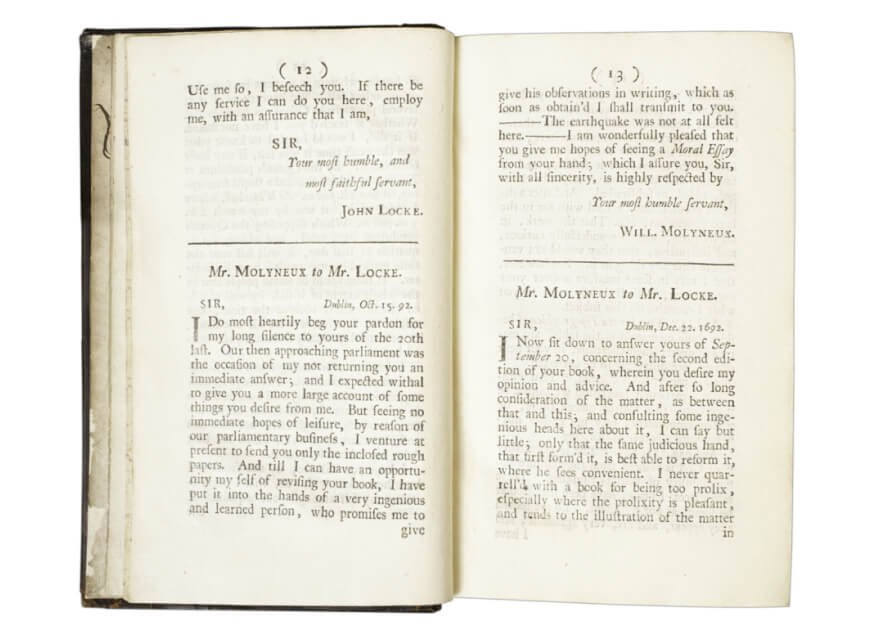 ( 12 )
Uſe me ſo, I beſeech you. If there be
any ſervice I can do you here, employ
me, with an aſſurance that I am,
SIR,
Your moſt humble, and
moſt faithful ſervant,
JOHN LOCKE.
Mr. MOLYNEUX to Mr. LOCKE.
SIR, Dublin, Oct. 15. 92.
I Do moſt heartily beg your pardon for
my long ſilence to yours of the 20th
laſt. Our then approaching parliament was
the occaſion of my not returning you an
immediate anſwer; and I expected withal
to give you a more large account of ſome
things you deſire from me. But ſeeing no
immediate hopes of leiſure, by reaſon of
our parliamentary buſineſs, I venture at
preſent to ſend you only the incloſed rough
papers. And till I can have an opportu-
nity my ſelf of reviſing your book, I have
put it into the hands of a very ingenious
and learned perſon, who promiſes me to
give
( 13 )
give his obſervations in writing, which as
ſoon as obtain'd I ſhall tranſmit to you.
——The earthquake was not at all felt
here.——I am wonderfully pleaſed that
you give me hopes of ſeeing a Moral Eſſay
from your hand; which I aſſure you, Sir,
with all ſincerity, is highly reſpected by
Your moſt humble ſervant,
WILL. MOLYNEUX.
Mr. MOLYNEUX to Mr. LOCKE.
SIR, Dublin, Dec. 22. 1692.
I Now ſit down to anſwer yours of Sep-
tember 20, concerning the ſecond edi-
tion of your book, wherein you deſire my
opinion and advice. And after ſo long
conſideration of the matter, as between
that and this; and conſulting ſome inge-
nious heads here about it, I can ſay but
little; only that the ſame judicious hand,
that firſt form'd it, is beſt able to reform it,
where he ſees convenient. I never quar-
rell'd with a book for being too prolix,
eſpecially where the prolixity is pleaſant,
and tends to the illuſtration of the matter
in